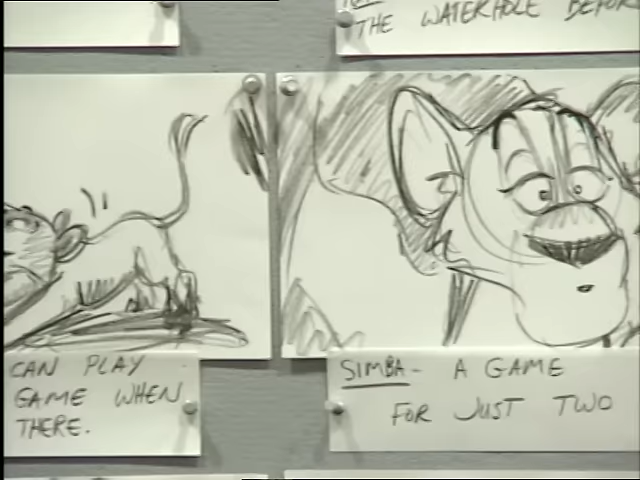 THE WATERHOLE BEFORE
CAN PLAY
GAME WHEN
THERE.
SIMBA - A GAME
FOR JUST TWO